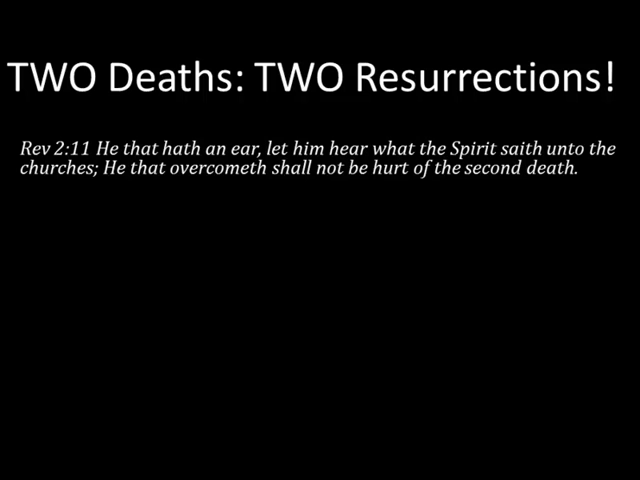 TWO Deaths: TWO Resurrections!
Rev 2:11 He that hath an ear, let him hear what the Spirit saith unto the
churches; He that overcometh shall not be hurt of the second death.